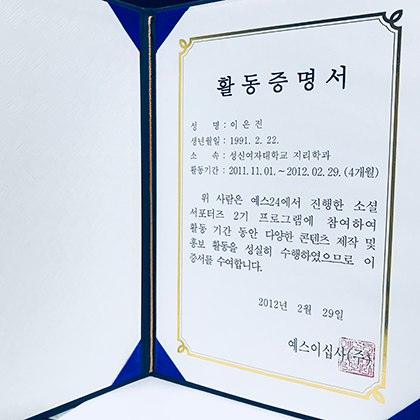 활동증명서
성 명 : 이은진
생년월일 : 1991. 2. 22.
소 속 : 성신여자대학교 지리학과
활동기간 : 2011.11.01.~2012.02.29.(4개월)
위 사람은 예스24에서 진행한 소셜
서포터즈 2기 프로그램에 참여하여
활동 기간 동안 다양한 콘텐츠 제작 및
홍보 활동을 성실히 수행하였으므로 이
증서를 수여합니다.
2012년 2월 29일
예스이십사(주)